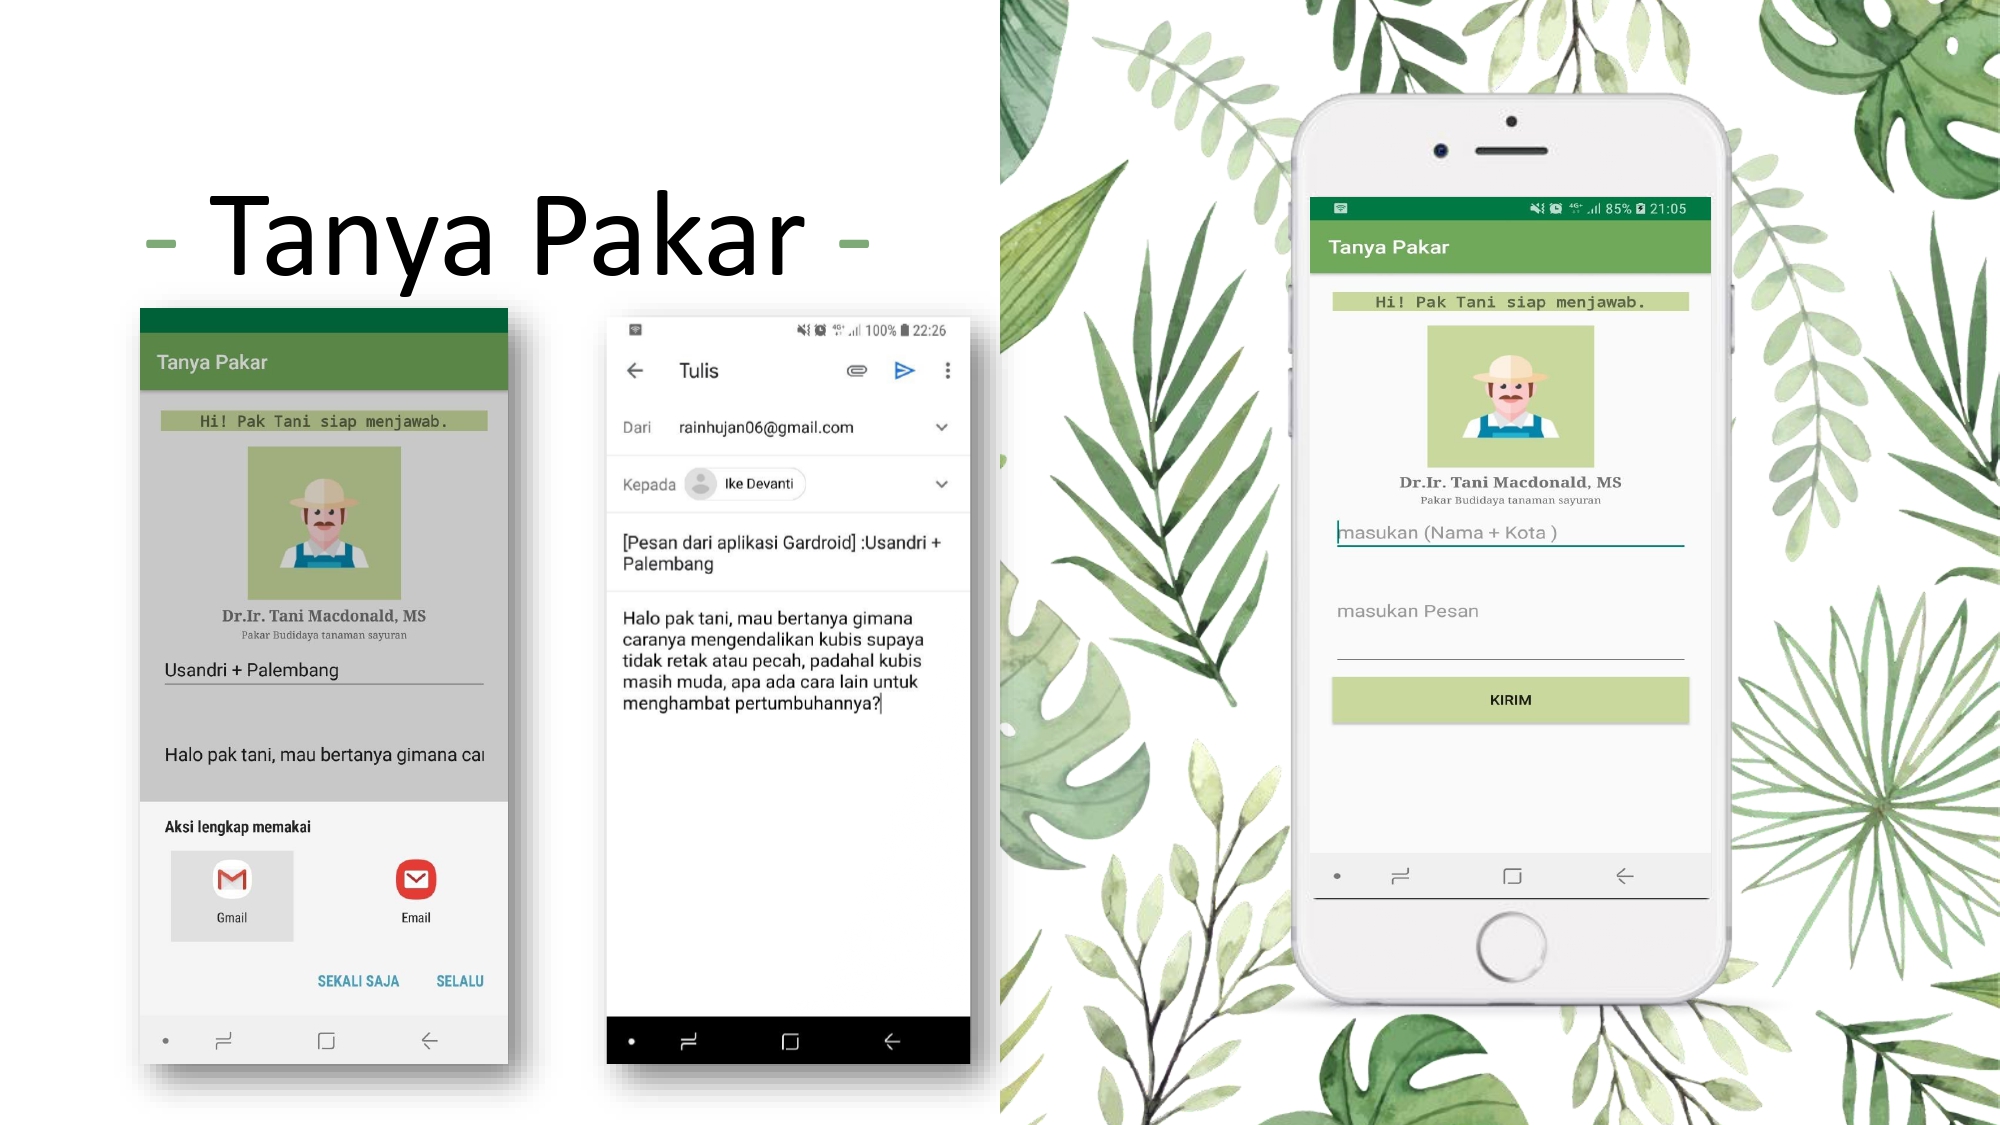 - Tanya Pakar -
Tanya Pakar
Hi! Pak Tani siap menjawab.
Dr.Ir. Tani Macdonald, MS
Pakar Budidaya tanaman sayuran
Usandri + Palembang
Halo pak tani, mau bertanya gimana car
Aksi lengkap memakai
Gmail
Email
SEKALI SAJA
SELALU
100% 22:26
Tulis
Dari rainhujan06@gmail.com
Kepada Ike Devanti
[Pesan dari aplikasi Gardroid] :Usandri +
Palembang
Halo pak tani, mau bertanya gimana
caranya mengendalikan kubis supaya
tidak retak atau pecah, padahal kubis
masih muda, apa ada cara lain untuk
menghambat pertumbuhannya?
4G+ 85% 21:05
Tanya Pakar
Hi! Pak Tani siap menjawab.
Dr.Ir. Tani Macdonald, MS
Pakar Budidaya tanaman sayuran
masukan (Nama + Kota )
masukan Pesan
KIRIM